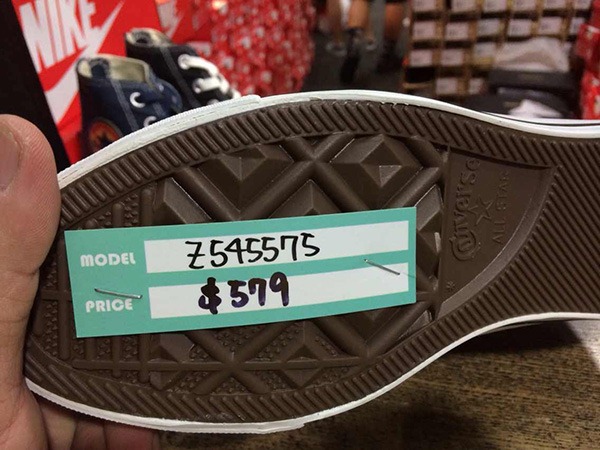 NIKE
MODEL Z545575
PRICE $579
Converse
ALL STAR